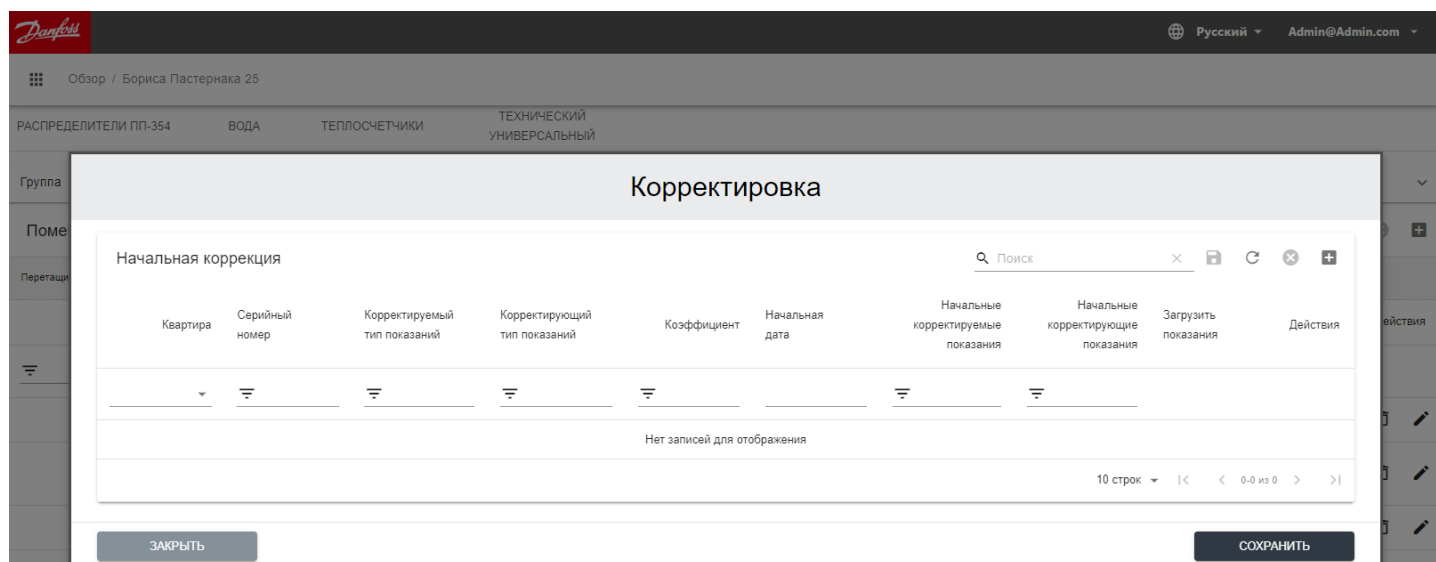 Danfoss
Русский
Admin@Admin.com
Обзор / Бориса Пастернака 25
РАСПРЕДЕЛИТЕЛИ ПП-354
ВОДА
ТЕПЛОСЧЕТЧИКИ
ТЕХНИЧЕСКИЙ
УНИВЕРСАЛЬНЫЙ
Группа
Корректировка
Поме
Начальная коррекция
Поиск
Перетащи
Квартира
Серийный
номер
Корректируемый
тип показаний
Корректирующий
тип показаний
Коэффициент
Начальная
дата
Начальные
корректируемые
показания
Начальные
корректирующие
показания
Загрузить
показания
Действия
ействия
Нет записей для отображения
10 строк
0-0 из 0
ЗАКРЫТЬ
СОХРАНИТЬ